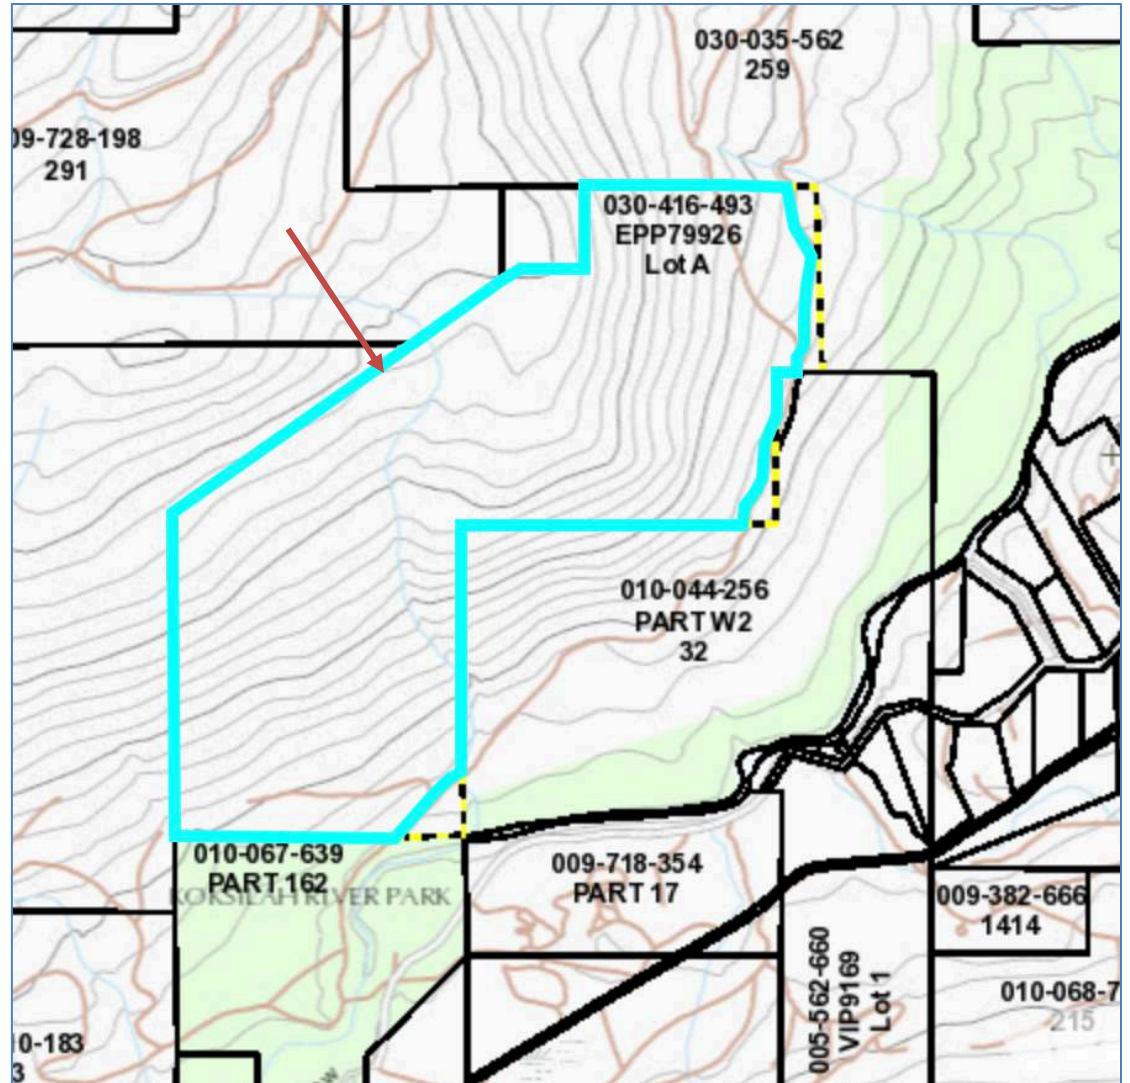 030-035-562
259
09-728-198
291
030-416-493
EPP79926
Lot A
010-044-256
PART W2
32
010-067-639
PART 162
KOKSILAH RIVER PARK
009-718-354
PART 17
009-382-666
1414
005-562-660
VIP9169
Lot 1
010-068-7
215
0-183
3